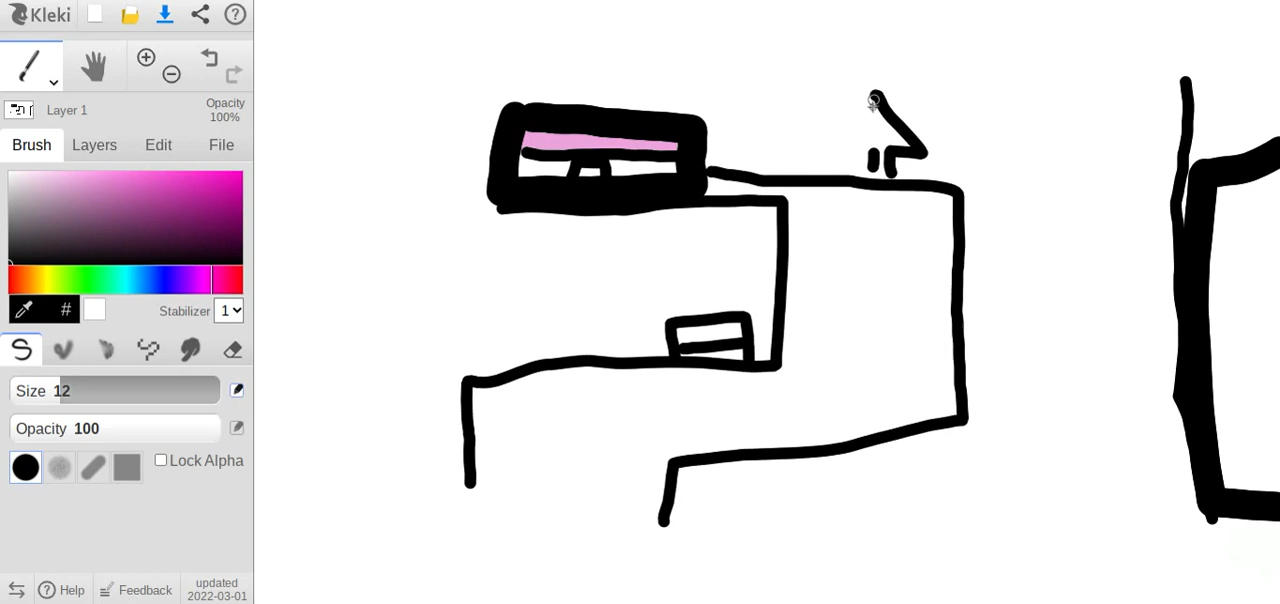 Kleki
Layer 1
Opacity
100%
Brush
Layers
Edit
File
#
Stabilizer
1
Size 12
Opacity 100
Lock Alpha
Help
Feedback
updated
2022-03-01